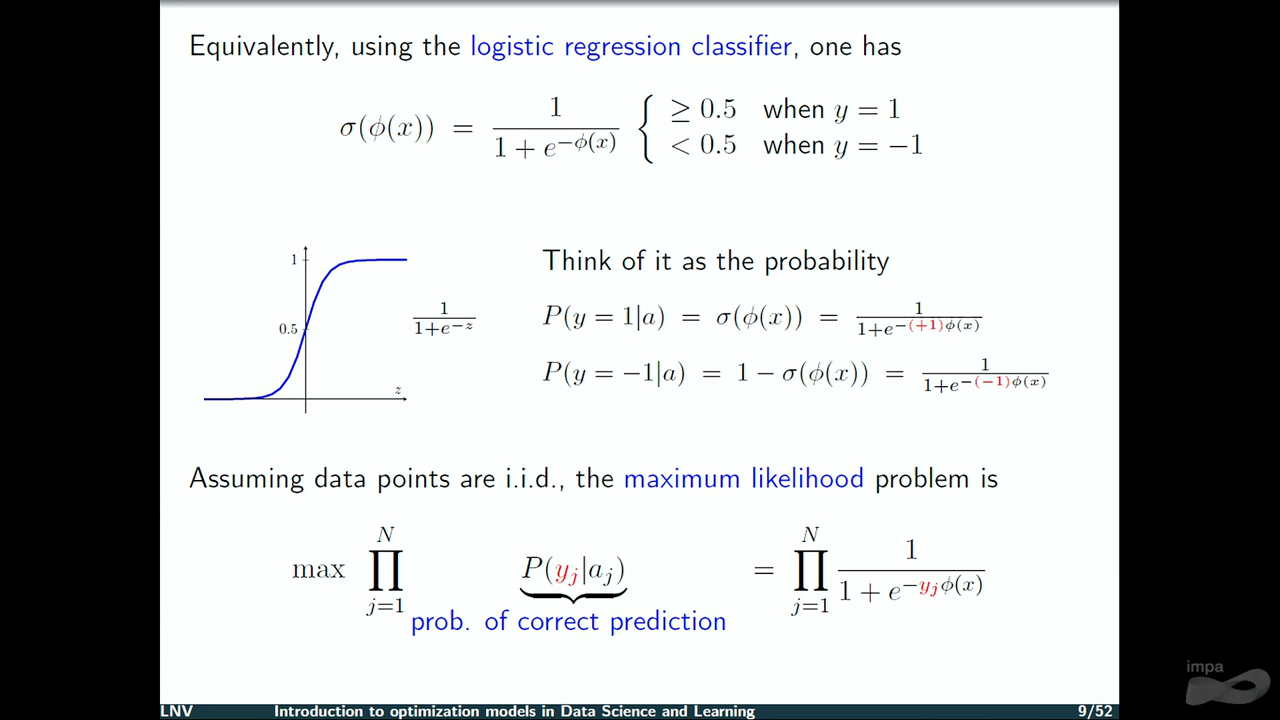 Equivalently, using the logistic regression classifier, one has
σ(ϕ(x)) = 1 / (1 + e^{−ϕ(x)}) { ≥ 0.5 when y = 1
< 0.5 when y = −1
1
0.5
z
1 / (1+e^{−z})
Think of it as the probability
P(y = 1|a) = σ(ϕ(x)) = 1 / (1+e^{−(+1)ϕ(x)})
P(y = −1|a) = 1 − σ(ϕ(x)) = 1 / (1+e^{−(−1)ϕ(x)})
Assuming data points are i.i.d., the maximum likelihood problem is
max ∏_{j=1}^{N} P(y_j|a_j) = ∏_{j=1}^{N} 1 / (1 + e^{−y_jϕ(x)})
prob. of correct prediction
impa
LNV Introduction to optimization models in Data Science and Learning 9/52